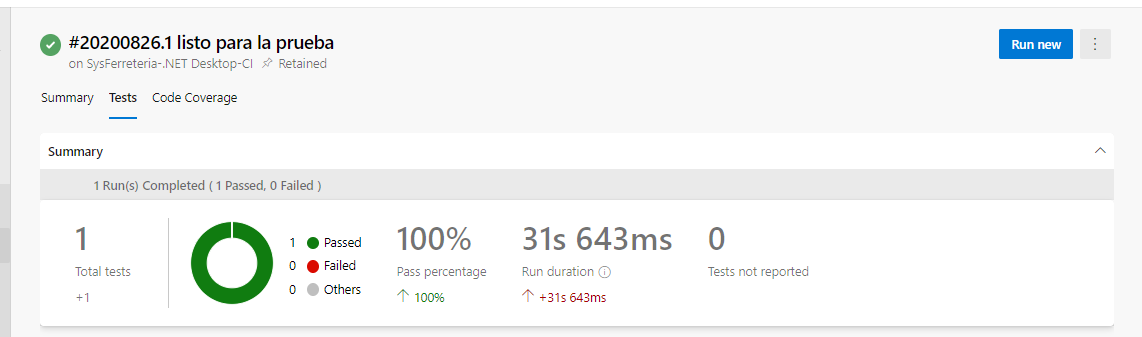 #20200826.1 listo para la prueba
on SysFerreteria-.NET Desktop-CI Retained
Run new
Summary Tests Code Coverage
Summary
1 Run(s) Completed ( 1 Passed, 0 Failed )
1
Total tests
+1
1 Passed
0 Failed
0 Others
100%
Pass percentage
100%
31s 643ms
Run duration
+31s 643ms
0
Tests not reported